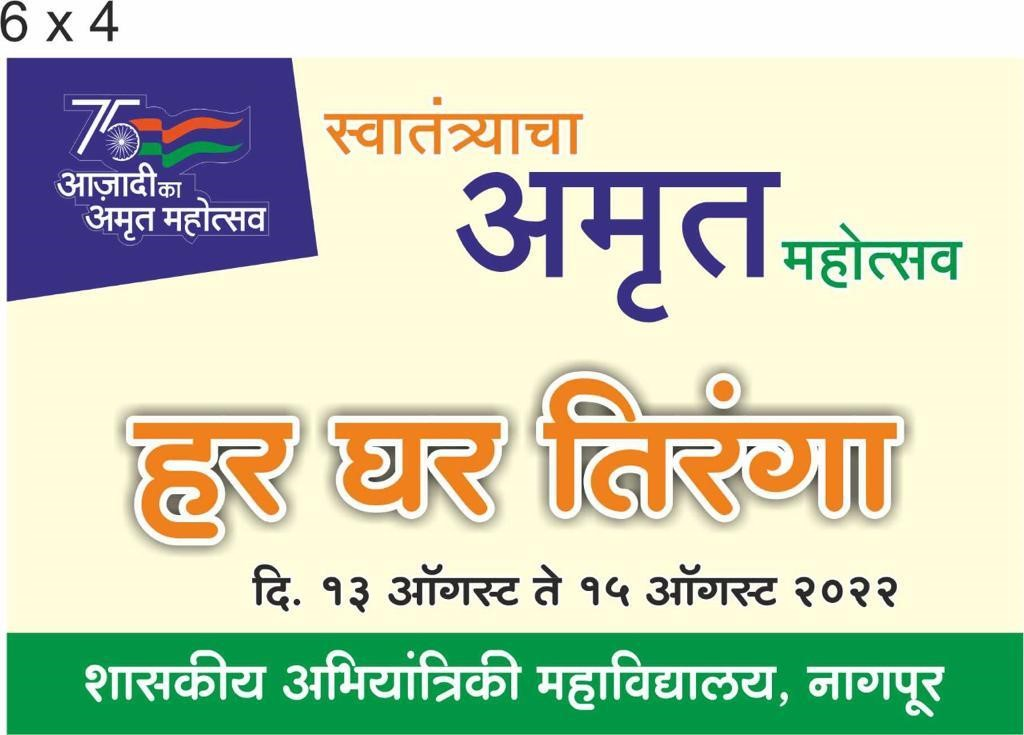 6 x 4
75
आज़ादी का
अमृत महोत्सव
स्वातंत्र्याचा
अमृत महोत्सव
हर घर तिरंगा
दि. १३ ऑगस्ट ते १५ ऑगस्ट २०२२
शासकीय अभियांत्रिकी महाविद्यालय, नागपूर